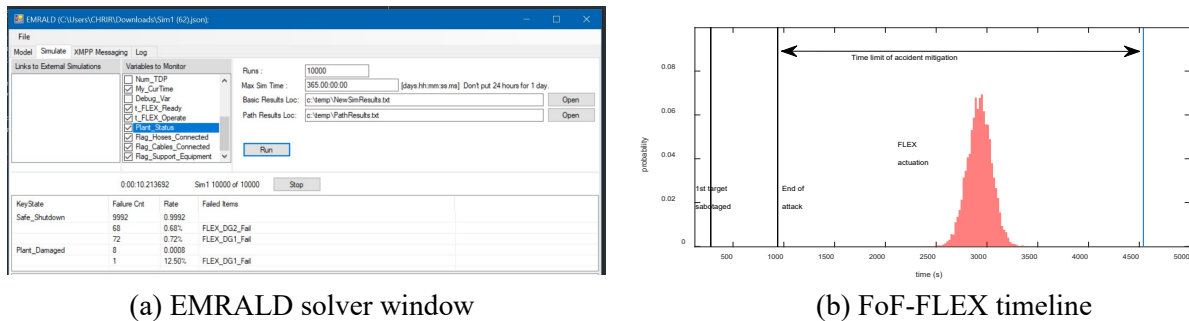 EMRALD (C:\Users\CHRIR\Downloads\Sim1 (62).json);
File
Model Simulate XMPP Messaging Log
Links to External Simulations
Variables to Monitor
Num_TDP
My_CurTime
Debug_Var
t_FLEX_Ready
t_FLEX_Operate
Plant_Status
Flag_Hoses_Connected
Flag_Cables_Connected
Flag_Support_Equipment
Runs : 10000
Max Sim Time : 365.00:00:00 [days.hh:mm:ss.ms] Don't put 24 hours for 1 day.
Basic Results Loc: c:\temp\NewSimResults.txt Open
Path Results Loc: c:\temp\PathResults.txt Open
Run
0:00:10.213692 Sim1 10000 of 10000 Stop
KeyState Failure Cnt Rate Failed Items
Safe_Shutdown 9992 0.9992
68 0.68% FLEX_DG2_Fail
72 0.72% FLEX_DG1_Fail
Plant_Damaged 8 0.0008
1 12.50% FLEX_DG1_Fail
(a) EMRALD solver window
Time limit of accident mitigation
0.08
0.06
0.04
0.02
0
probability
FLEX
actuation
1st target
sabotaged
End of
attack
500 1000 1500 2000 2500 3000 3500 4000 4500 5000
time (s)
(b) FoF-FLEX timeline